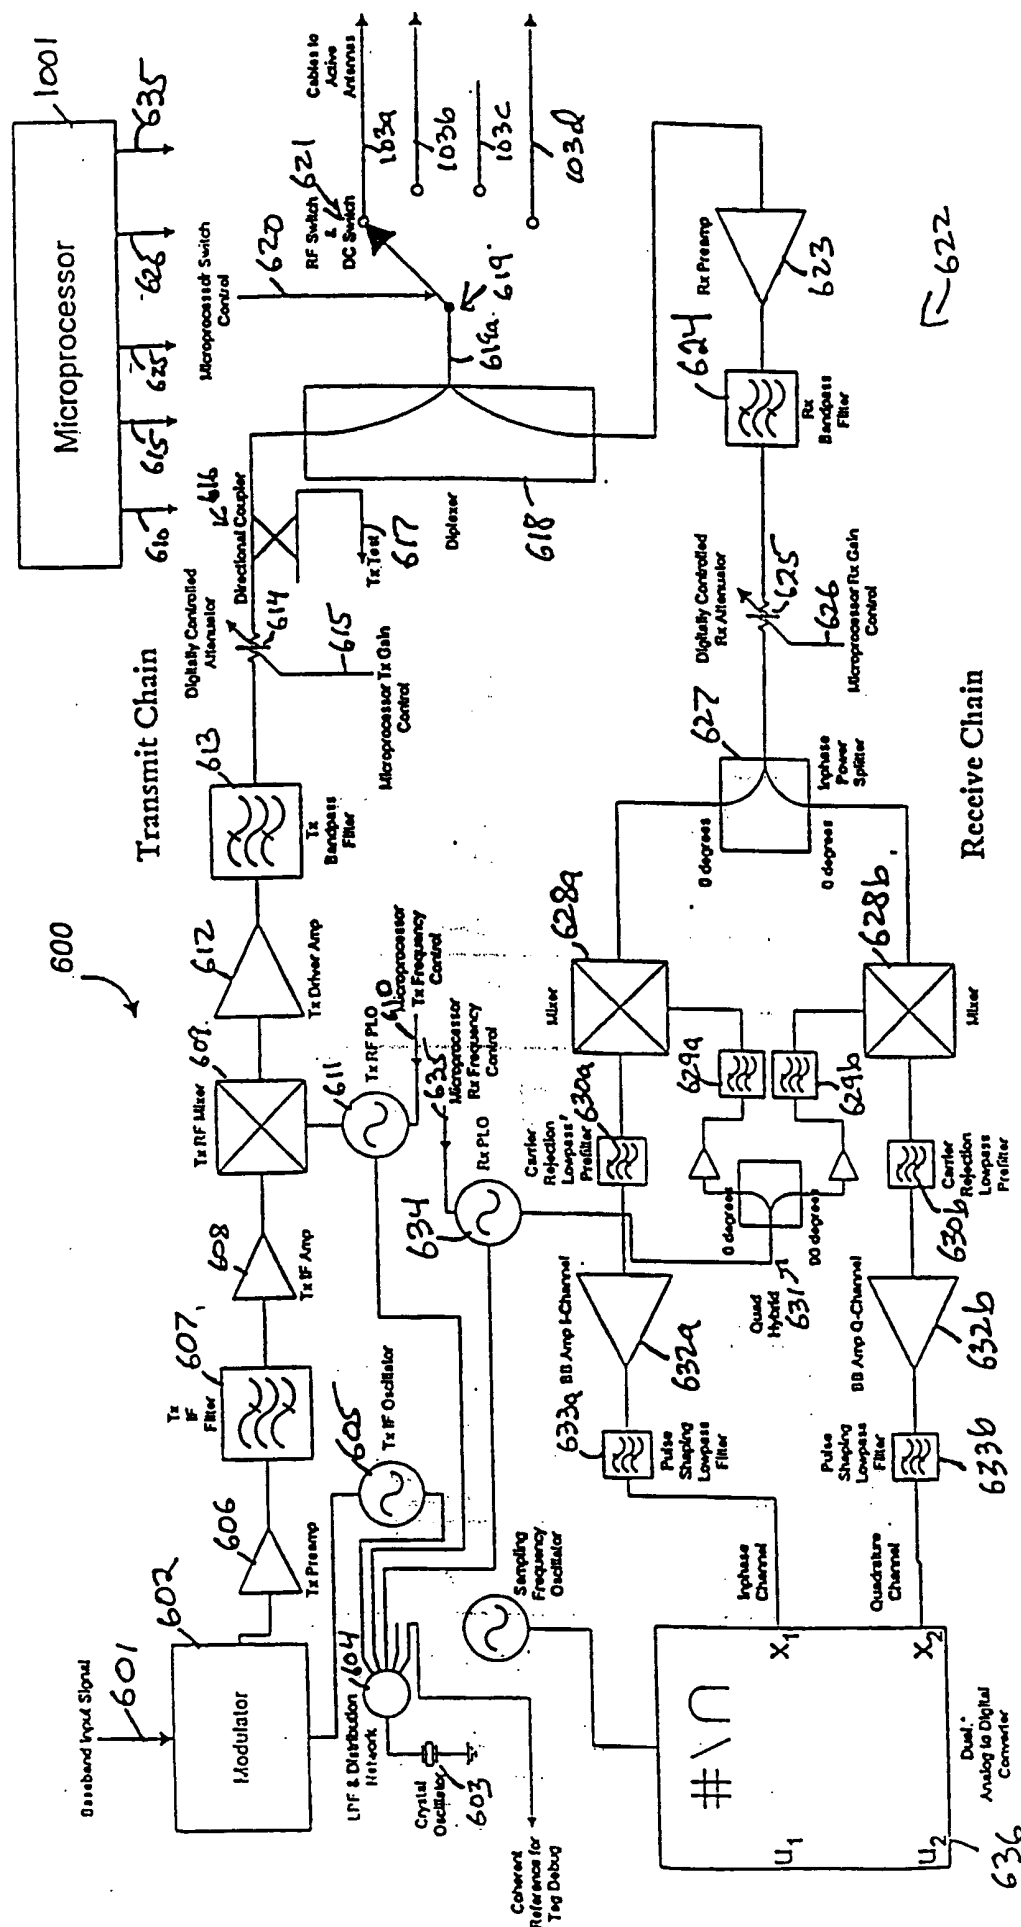 600
Transmit Chain
Microprocessor
1001
610
615
625
626
635
Baseband Input Signal
601
Modulator
602
606
Tx Preamp
Tx
IF
Filter
607
608
Tx IF Amp
Tx RF Mixer
609
612
Tx Driver Amp
613
Tx
Bandpass
Filter
Digitally Controlled
Attenuator
614
615
Microprocessor Tx Gain
Control
Directional Coupler
616
Tx Test
617
Diplexer
618
619a
619
Microprocessor Switch
Control
620
RF Switch
&
DC Switch
621
Cables to
Active
Antennas
103a
103b
103c
103d
LPF & Distribution
Network
604
Crystal
Oscillator
603
Coherent
Reference for
Tag Debug
605
Tx IF Oscillator
611
Tx RF PLO
610
Microprocessor
Tx Frequency
Control
635
Microprocessor
Rx Frequency
Control
Rx PLO
634
Sampling
Frequency
Oscillator
622
Rx Preamp
623
624
Rx
Bandpass
Filter
Digitally Controlled
Rx Attenuator
625
626
Microprocessor Rx Gain
Control
627
Inphase
Power
Splitter
0 degrees
0 degrees
Receive Chain
628a
Mixer
628b
Mixer
629a
629b
630a
Carrier
Rejection
Lowpass
Prefilter
630b
Carrier
Rejection
Lowpass
Prefilter
0 degrees
90 degrees
Quad
Hybrid
631
BB Amp I-Channel
632a
BB Amp Q-Channel
632b
633a
Pulse
Shaping
Lowpass
Filter
Pulse
Shaping
Lowpass
Filter
633b
Inphase
Channel
Quadrature
Channel
X1
X2
# \ ∩
U1
U2
Dual
Analog to Digital
Converter
636